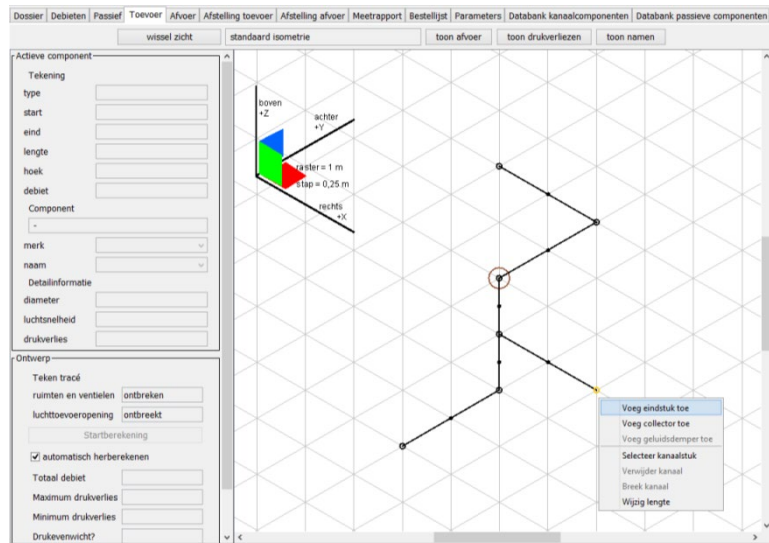 Dossier Debieten Passief Toevoer Afvoer Afstelling toevoer Afstelling afvoer Meetrapport Bestellijst Parameters Databank kanaalcomponenten Databank passieve componenten
wissel zicht standaard isometrie toon afvoer toon drukverliezen toon namen
Actieve component
Tekening
type
start
eind
lengte
hoek
debiet
Component
-
merk
naam
Detailinformatie
diameter
luchtsnelheid
drukverlies
Ontwerp
Teken tracé
ruimten en ventielen ontbreken
luchttoevoeropening ontbreekt
Startberekening
automatisch herberekenen
Totaal debiet
Maximum drukverlies
Minimum drukverlies
Drukevenwicht?
boven
+Z
achter
+Y
raster = 1 m
stap = 0,25 m
rechts
+X
Voeg eindstuk toe
Voeg collector toe
Voeg geluidsdemper toe
Selecteer kanaalstuk
Verwijder kanaal
Breek kanaal
Wijzig lengte